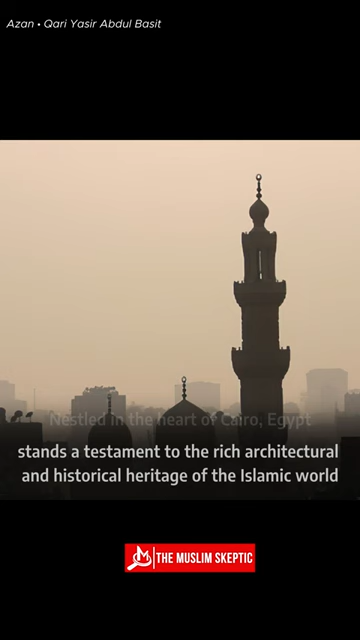 Azan • Qari Yasir Abdul Basit
Nestled in the heart of Cairo, Egypt
stands a testament to the rich architectural
and historical heritage of the Islamic world
THE MUSLIM SKEPTIC